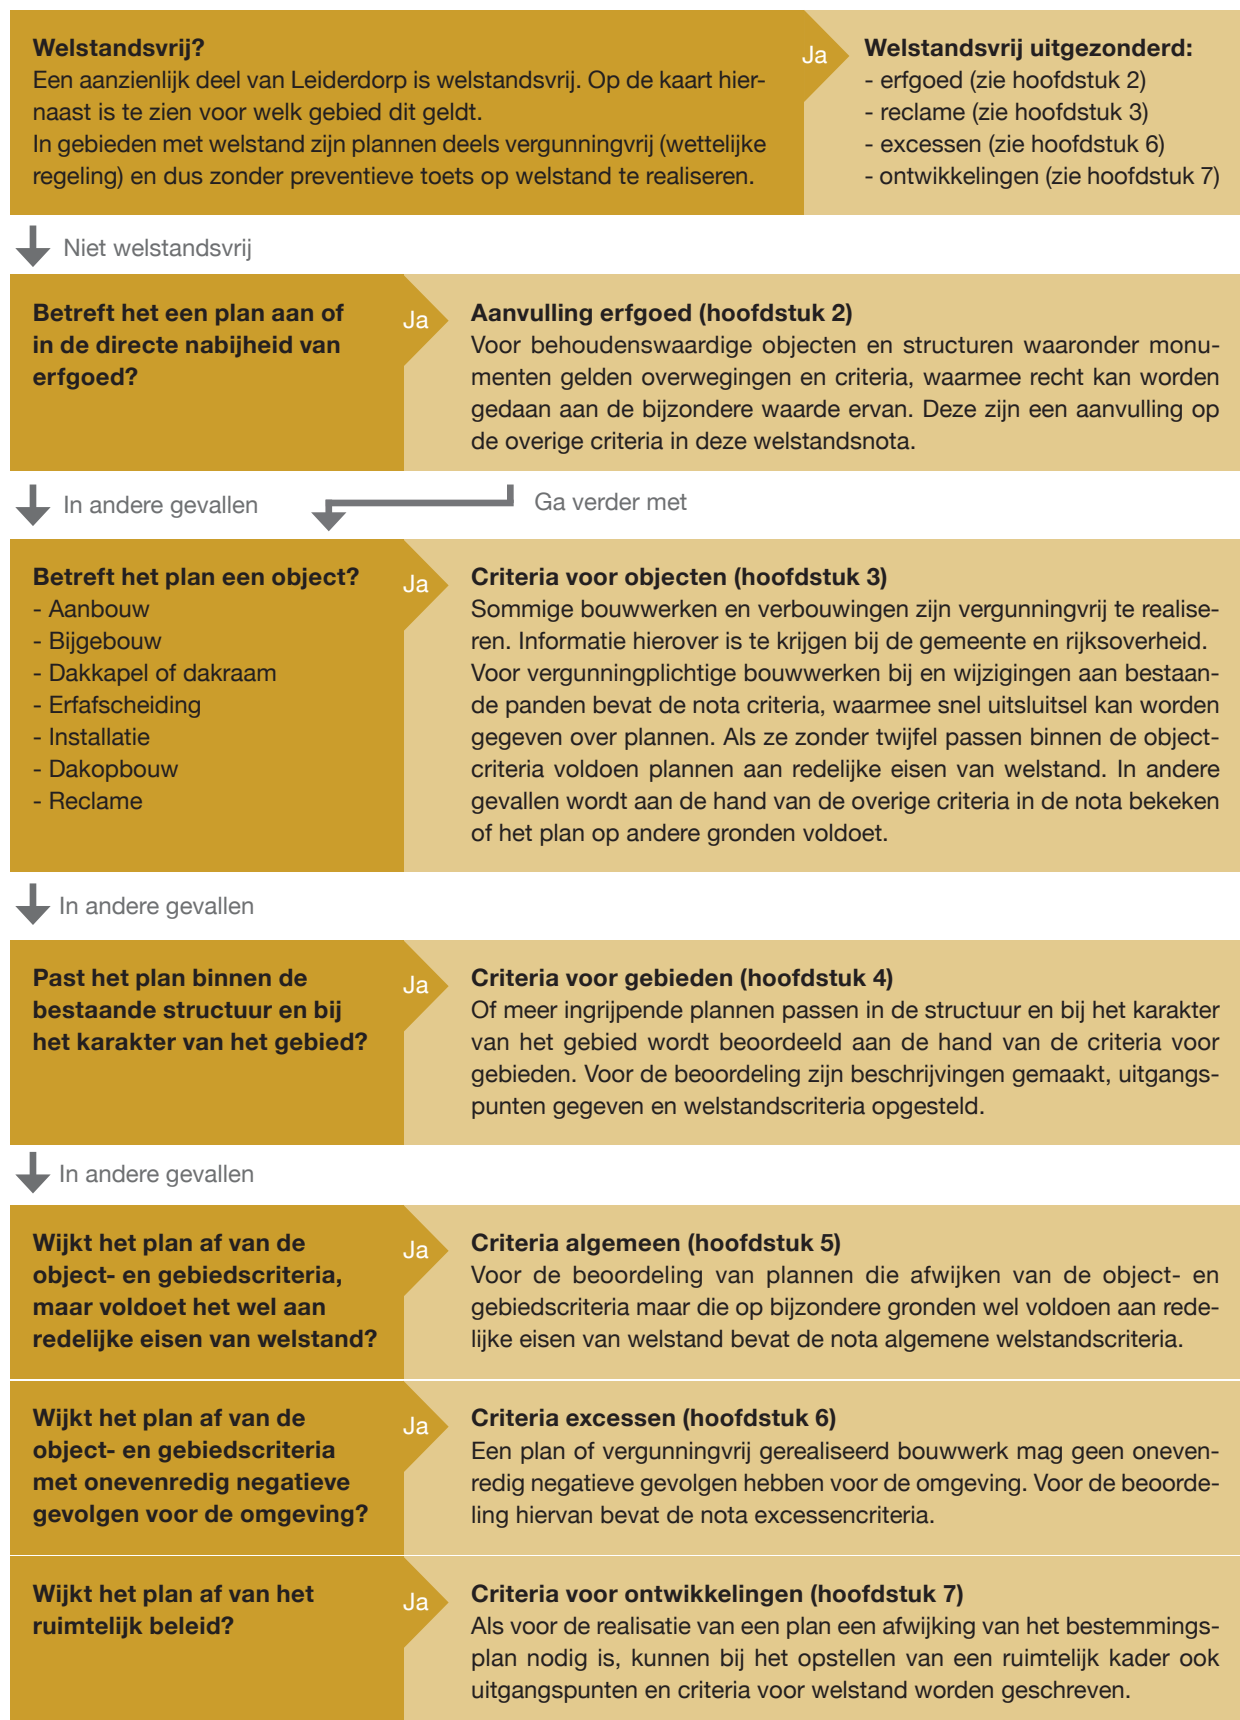 Welstandsvrij?
Een aanzienlijk deel van Leiderdorp is welstandsvrij. Op de kaart hier-
naast is te zien voor welk gebied dit geldt.
In gebieden met welstand zijn plannen deels vergunningvrij (wettelijke
regeling) en dus zonder preventieve toets op welstand te realiseren.
Ja
Welstandsvrij uitgezonderd:
- erfgoed (zie hoofdstuk 2)
- reclame (zie hoofdstuk 3)
- excessen (zie hoofdstuk 6)
- ontwikkelingen (zie hoofdstuk 7)
Niet welstandsvrij
Betreft het een plan aan of
in de directe nabijheid van
erfgoed?
Ja
Aanvulling erfgoed (hoofdstuk 2)
Voor behoudenswaardige objecten en structuren waaronder monu-
menten gelden overwegingen en criteria, waarmee recht kan worden
gedaan aan de bijzondere waarde ervan. Deze zijn een aanvulling op
de overige criteria in deze welstandsnota.
In andere gevallen
Ga verder met
Betreft het plan een object?
- Aanbouw
- Bijgebouw
- Dakkapel of dakraam
- Erfafscheiding
- Installatie
- Dakopbouw
- Reclame
Ja
Criteria voor objecten (hoofdstuk 3)
Sommige bouwwerken en verbouwingen zijn vergunningvrij te realise-
ren. Informatie hierover is te krijgen bij de gemeente en rijksoverheid.
Voor vergunningplichtige bouwwerken bij en wijzigingen aan bestaan-
de panden bevat de nota criteria, waarmee snel uitsluitsel kan worden
gegeven over plannen. Als ze zonder twijfel passen binnen de object-
criteria voldoen plannen aan redelijke eisen van welstand. In andere
gevallen wordt aan de hand van de overige criteria in de nota bekeken
of het plan op andere gronden voldoet.
In andere gevallen
Past het plan binnen de
bestaande structuur en bij
het karakter van het gebied?
Ja
Criteria voor gebieden (hoofdstuk 4)
Of meer ingrijpende plannen passen in de structuur en bij het karakter
van het gebied wordt beoordeeld aan de hand van de criteria voor
gebieden. Voor de beoordeling zijn beschrijvingen gemaakt, uitgangs-
punten gegeven en welstandscriteria opgesteld.
In andere gevallen
Wijkt het plan af van de
object- en gebiedscriteria,
maar voldoet het wel aan
redelijke eisen van welstand?
Ja
Criteria algemeen (hoofdstuk 5)
Voor de beoordeling van plannen die afwijken van de object- en
gebiedscriteria maar die op bijzondere gronden wel voldoen aan rede-
lijke eisen van welstand bevat de nota algemene welstandscriteria.
Wijkt het plan af van de
object- en gebiedscriteria
met onevenredig negatieve
gevolgen voor de omgeving?
Ja
Criteria excessen (hoofdstuk 6)
Een plan of vergunningvrij gerealiseerd bouwwerk mag geen oneven-
redig negatieve gevolgen hebben voor de omgeving. Voor de beoorde-
ling hiervan bevat de nota excessencriteria.
Wijkt het plan af van het
ruimtelijk beleid?
Ja
Criteria voor ontwikkelingen (hoofdstuk 7)
Als voor de realisatie van een plan een afwijking van het bestemmings-
plan nodig is, kunnen bij het opstellen van een ruimtelijk kader ook
uitgangspunten en criteria voor welstand worden geschreven.